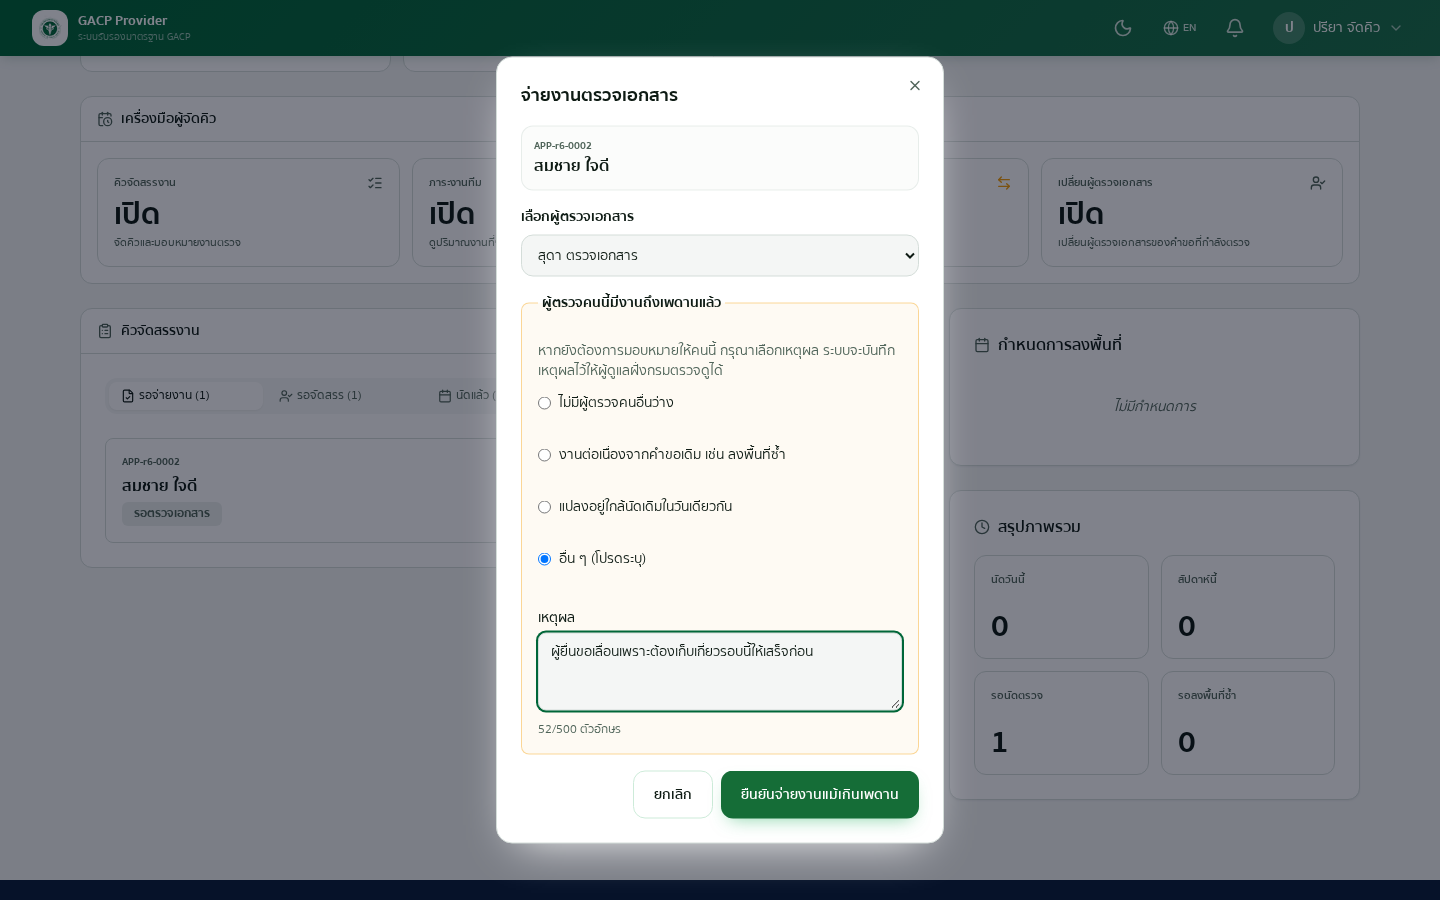 GACP Provider
ระบบรับรองมาตรฐาน GACP
EN
ป
ปรียา จัดคิว
เครื่องมือผู้จัดคิว
คิวจัดสรรงาน
เปิด
จัดคิวและมอบหมายงานตรวจ
ภาระงานทีม
เปิด
เปลี่ยนผู้ตรวจเอกสาร
เปิด
เปลี่ยนผู้ตรวจเอกสารของคำขอที่กำลังตรวจ
คิวจัดสรรงาน
รอจ่ายงาน (1)
รอจัดสรร (1)
นัดแล้ว (
APP-r6-0002
สมชาย ใจดี
รอตรวจเอกสาร
จ่ายงานตรวจเอกสาร
APP-r6-0002
สมชาย ใจดี
เลือกผู้ตรวจเอกสาร
สุดา ตรวจเอกสาร
ผู้ตรวจคนนี้มีงานถึงเพดานแล้ว
หากยังต้องการมอบหมายให้คนนี้ กรุณาเลือกเหตุผล ระบบจะบันทึก
เหตุผลไว้ให้ผู้ดูแลฝั่งกรมตรวจดูได้
ไม่มีผู้ตรวจคนอื่นว่าง
งานต่อเนื่องจากคำขอเดิม เช่น ลงพื้นที่ซ้ำ
แปลงอยู่ใกล้นัดเดิมในวันเดียวกัน
อื่น ๆ (โปรดระบุ)
เหตุผล
ผู้ยื่นขอเลื่อนเพราะต้องเก็บเกี่ยวรอบนี้ให้เสร็จก่อน
52/500 ตัวอักษร
ยกเลิก
ยืนยันจ่ายงานแม้เกินเพดาน
กำหนดการลงพื้นที่
ไม่มีกำหนดการ
สรุปภาพรวม
นัดวันนี้
0
สัปดาห์นี้
0
รอนัดตรวจ
1
รอลงพื้นที่ซ้ำ
0